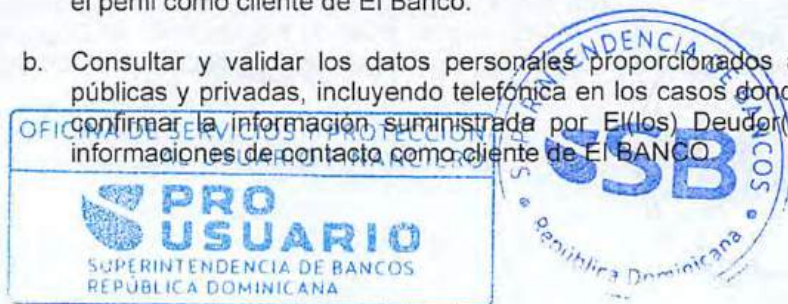 el perfil como cliente de El Banco.
b. Consultar y validar los datos personales proporcionados a
públicas y privadas, incluyendo telefónica en los casos dond
confirmar la información suministrada por El(los) Deudor(
informaciones de contacto como cliente de El BANCO
OFICINA DE SERVICIOS Y PROTECCIÓN
AL USUARIO FINANCIERO
PRO
USUARIO
SUPERINTENDENCIA DE BANCOS
REPÚBLICA DOMINICANA
SUPERINTENDENCIA DE BANCOS
SB
República Dominicana